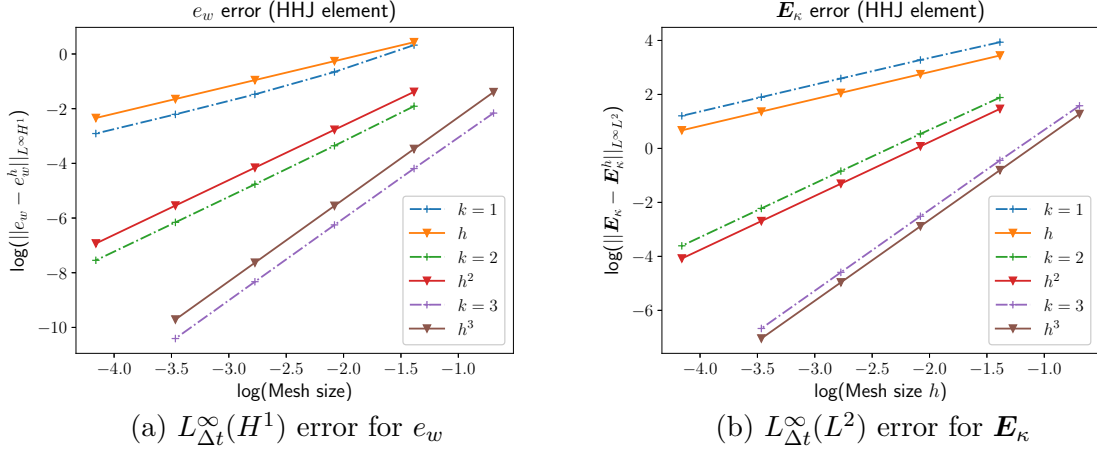 e_w error (HHJ element)
log(||e_w − e_w^h||_{L^∞H^1})
0
−2
−4
−6
−8
−10
k = 1
h
k = 2
h^2
k = 3
h^3
−4.0 −3.5 −3.0 −2.5 −2.0 −1.5 −1.0
log(Mesh size)
(a) L^∞_{Δt}(H^1) error for e_w
E_κ error (HHJ element)
log(||E_κ − E_κ^h||_{L^∞L^2})
4
2
0
−2
−4
−6
k = 1
h
k = 2
h^2
k = 3
h^3
−4.0 −3.5 −3.0 −2.5 −2.0 −1.5 −1.0
log(Mesh size h)
(b) L^∞_{Δt}(L^2) error for E_κ